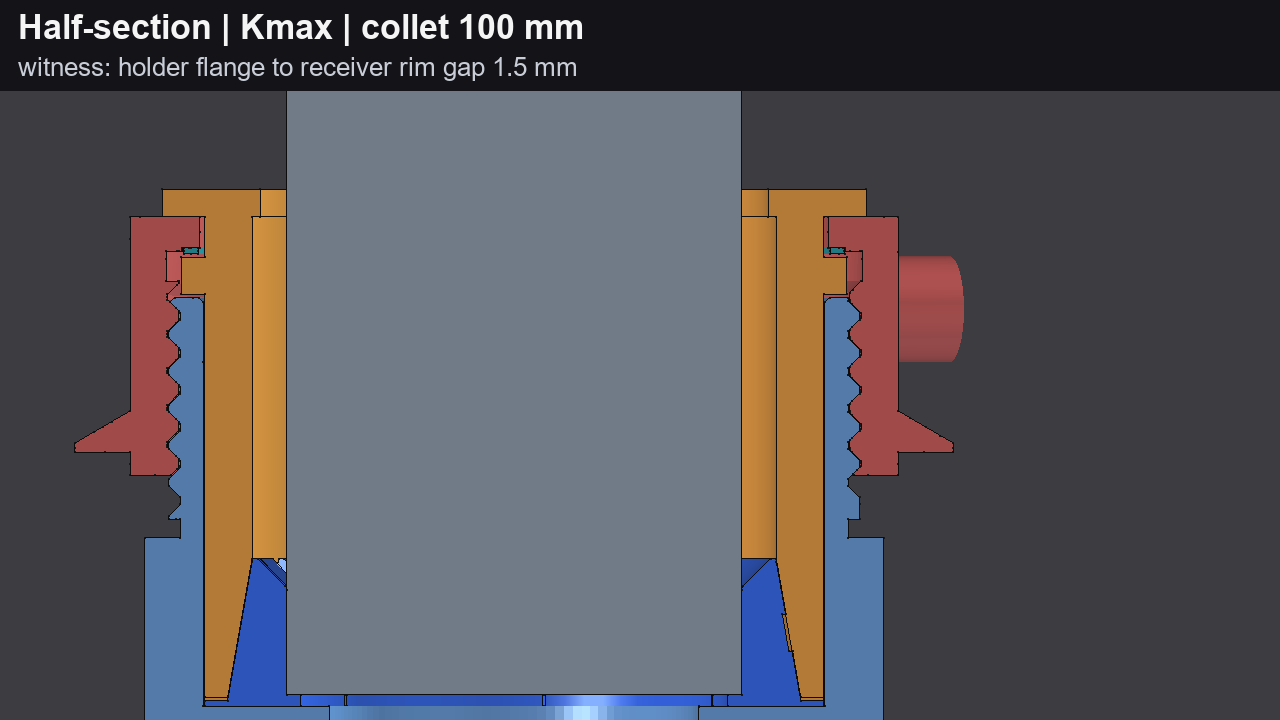 Half-section | Kmax | collet 100 mm
witness: holder flange to receiver rim gap 1.5 mm